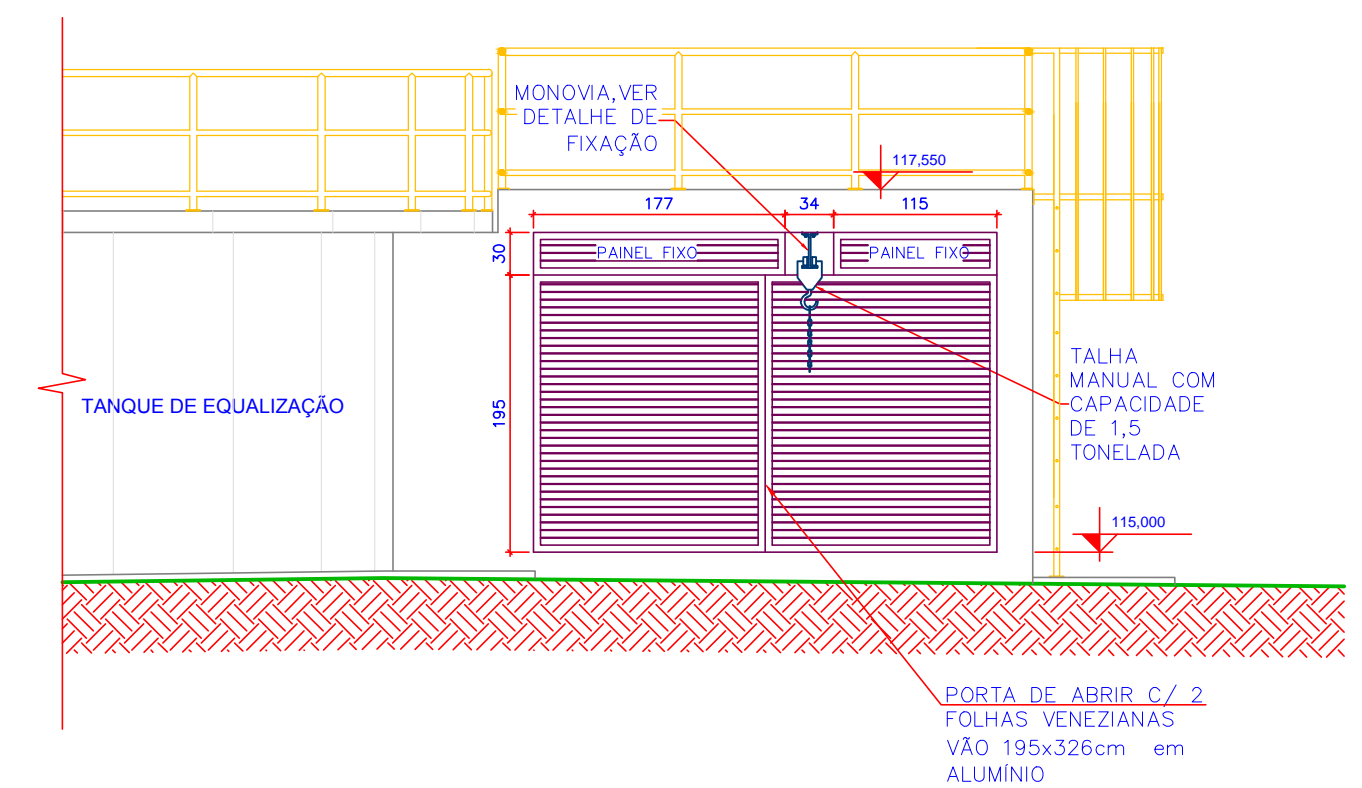 MONOVIA,VER
DETALHE DE
FIXAÇÃO
117,550
177
34
115
30
PAINEL FIXO
PAINEL FIXO
195
TANQUE DE EQUALIZAÇÃO
TALHA
MANUAL COM
CAPACIDADE
DE 1,5
TONELADA
115,000
PORTA DE ABRIR C/ 2
FOLHAS VENEZIANAS
VÃO 195x326cm em
ALUMÍNIO